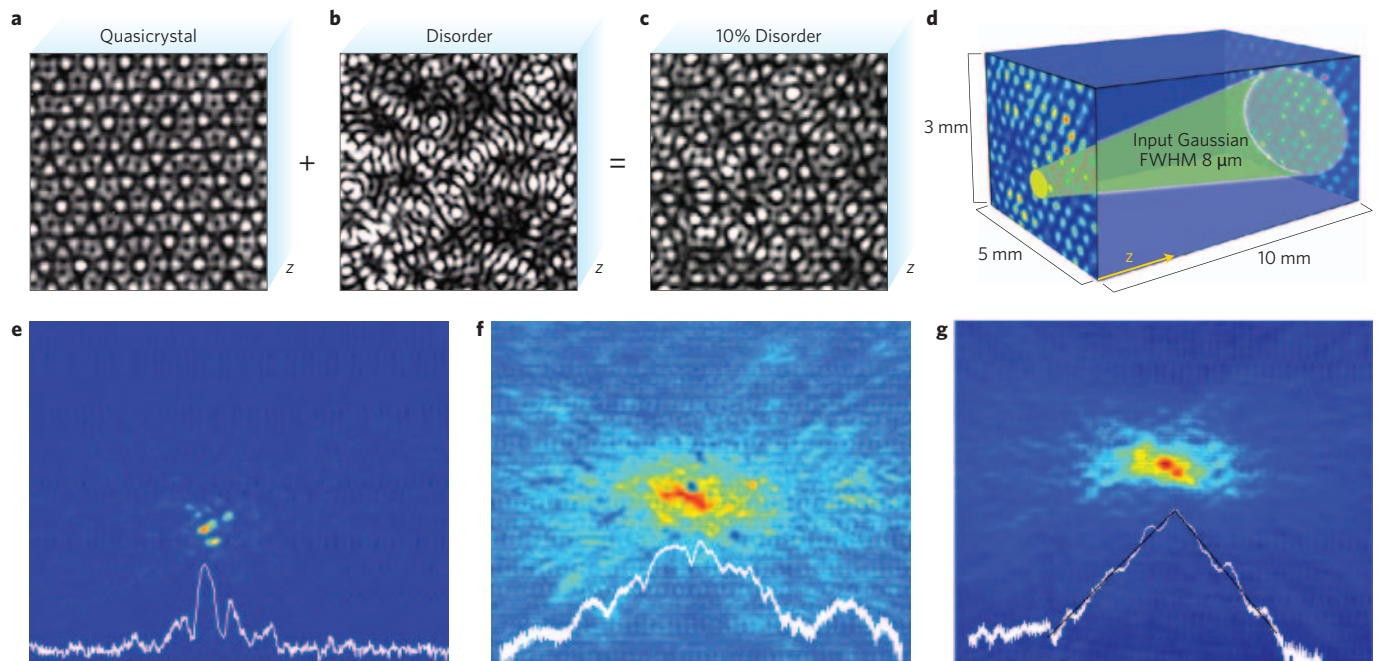 a
Quasicrystal
z
+
b
Disorder
z
=
c
10% Disorder
z
d
3 mm
Input Gaussian
FWHM 8 μm
z
5 mm
10 mm
e
f
g